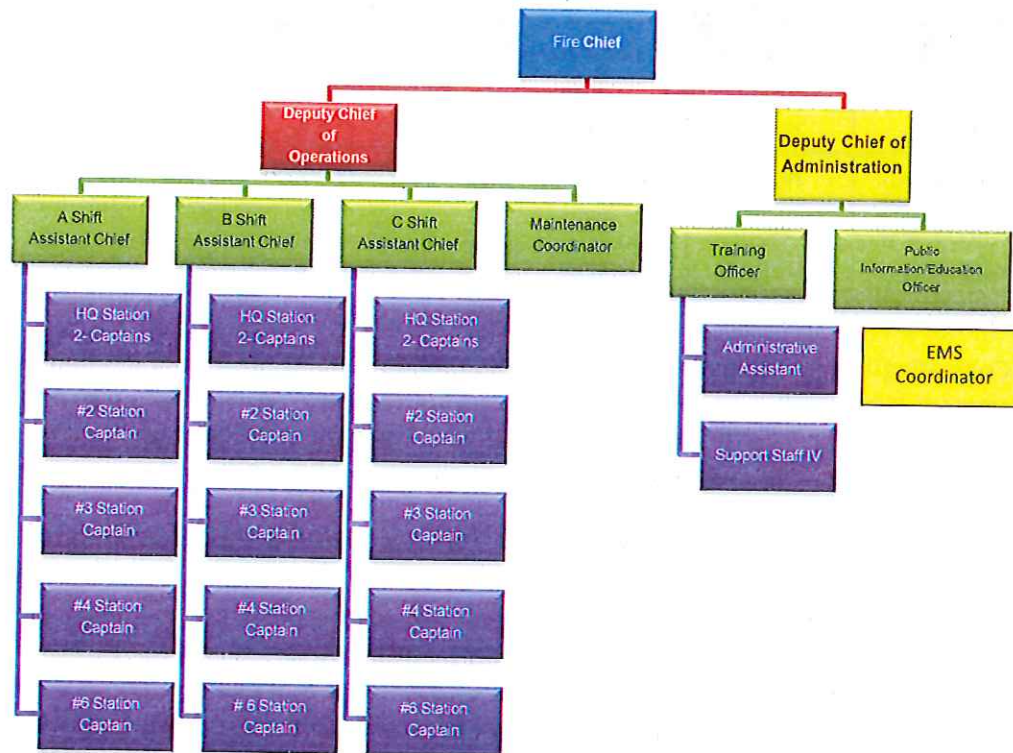 Fire Chief
Deputy Chief
of
Operations
Deputy Chief of
Administration
A Shift
Assistant Chief
B Shift
Assistant Chief
C Shift
Assistant Chief
Maintenance
Coordinator
Training
Officer
Public
Information/Education
Officer
HQ Station
2- Captains
HQ Station
2- Captains
HQ Station
2- Captains
Administrative
Assistant
EMS
Coordinator
#2 Station
Captain
#2 Station
Captain
#2 Station
Captain
Support Staff IV
#3 Station
Captain
#3 Station
Captain
#3 Station
Captain
#4 Station
Captain
#4 Station
Captain
#4 Station
Captain
#6 Station
Captain
# 6 Station
Captain
#6 Station
Captain